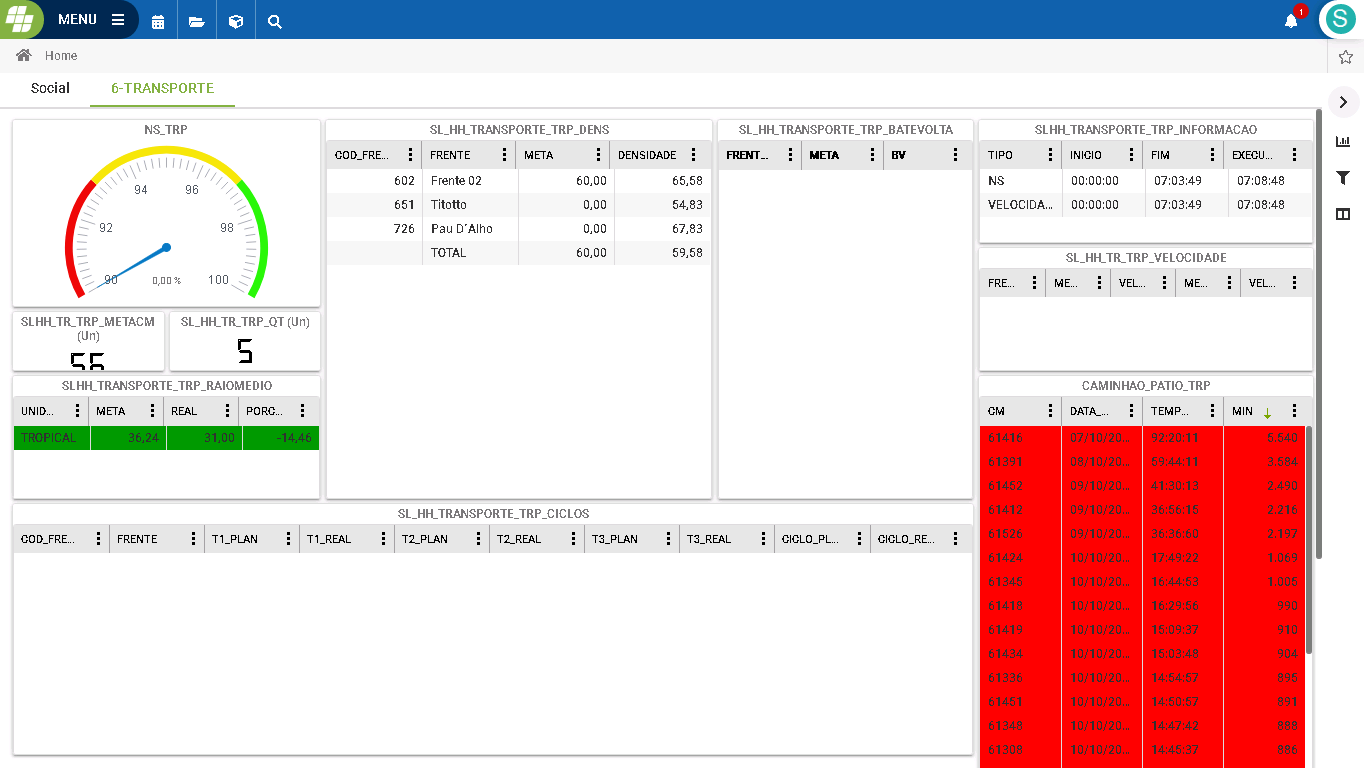 MENU
1
S
Home
Social 6-TRANSPORTE
NS_TRP
94 96
92 98
90 0,00 % 100
SLHH_TR_TRP_METACM (Un)
SL_HH_TR_TRP_QT (Un)
5
SLHH_TRANSPORTE_TRP_RAIOMEDIO
UNID... META REAL PORC...
TROPICAL 36,24 31,00 -14,46
SL_HH_TRANSPORTE_TRP_DENS
COD_FRE... FRENTE META DENSIDADE
602 Frente 02 60,00 65,58
651 Titotto 0,00 54,83
726 Pau D´Alho 0,00 67,83
TOTAL 60,00 59,58
SL_HH_TRANSPORTE_TRP_BATEVOLTA
FRENT... META BV
SLHH_TRANSPORTE_TRP_INFORMACAO
TIPO INICIO FIM EXECU...
NS 00:00:00 07:03:49 07:08:48
VELOCIDA... 00:00:00 07:03:49 07:08:48
SL_HH_TR_TRP_VELOCIDADE
FRE... ME... VEL... ME... VEL...
SL_HH_TRANSPORTE_TRP_CICLOS
COD_FRE... FRENTE T1_PLAN T1_REAL T2_PLAN T2_REAL T3_PLAN T3_REAL CICLO_PL... CICLO_RE...
CAMINHAO_PATIO_TRP
CM DATA_... TEMP... MIN
61416 07/10/20... 92:20:11 5.540
61391 08/10/20... 59:44:11 3.584
61452 09/10/20... 41:30:13 2.490
61412 09/10/20... 36:56:15 2.216
61526 09/10/20... 36:36:60 2.197
61424 10/10/20... 17:49:22 1.069
61345 10/10/20... 16:44:53 1.005
61418 10/10/20... 16:29:56 990
61419 10/10/20... 15:09:37 910
61434 10/10/20... 15:03:48 904
61336 10/10/20... 14:54:57 895
61451 10/10/20... 14:50:57 891
61348 10/10/20... 14:47:42 888
61308 10/10/20... 14:45:37 886